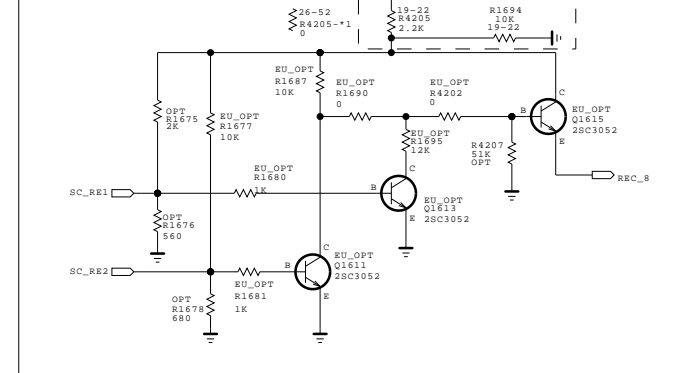 26-52
R4205-*1
0
19-22
R4205
2.2K
R1694
10K
19-22
EU_OPT
R1687
10K
EU_OPT
R1690
0
EU_OPT
R4202
0
C
B
E
EU_OPT
Q1615
2SC3052
OPT
R1675
2K
EU_OPT
R1677
10K
EU_OPT
R1695
12K
R4207
51K
OPT
REC_8
EU_OPT
R1680
1K
SC_RE1
C
B
E
EU_OPT
Q1613
2SC3052
OPT
R1676
560
C
B
E
EU_OPT
Q1611
2SC3052
SC_RE2
EU_OPT
R1681
1K
OPT
R1678
680